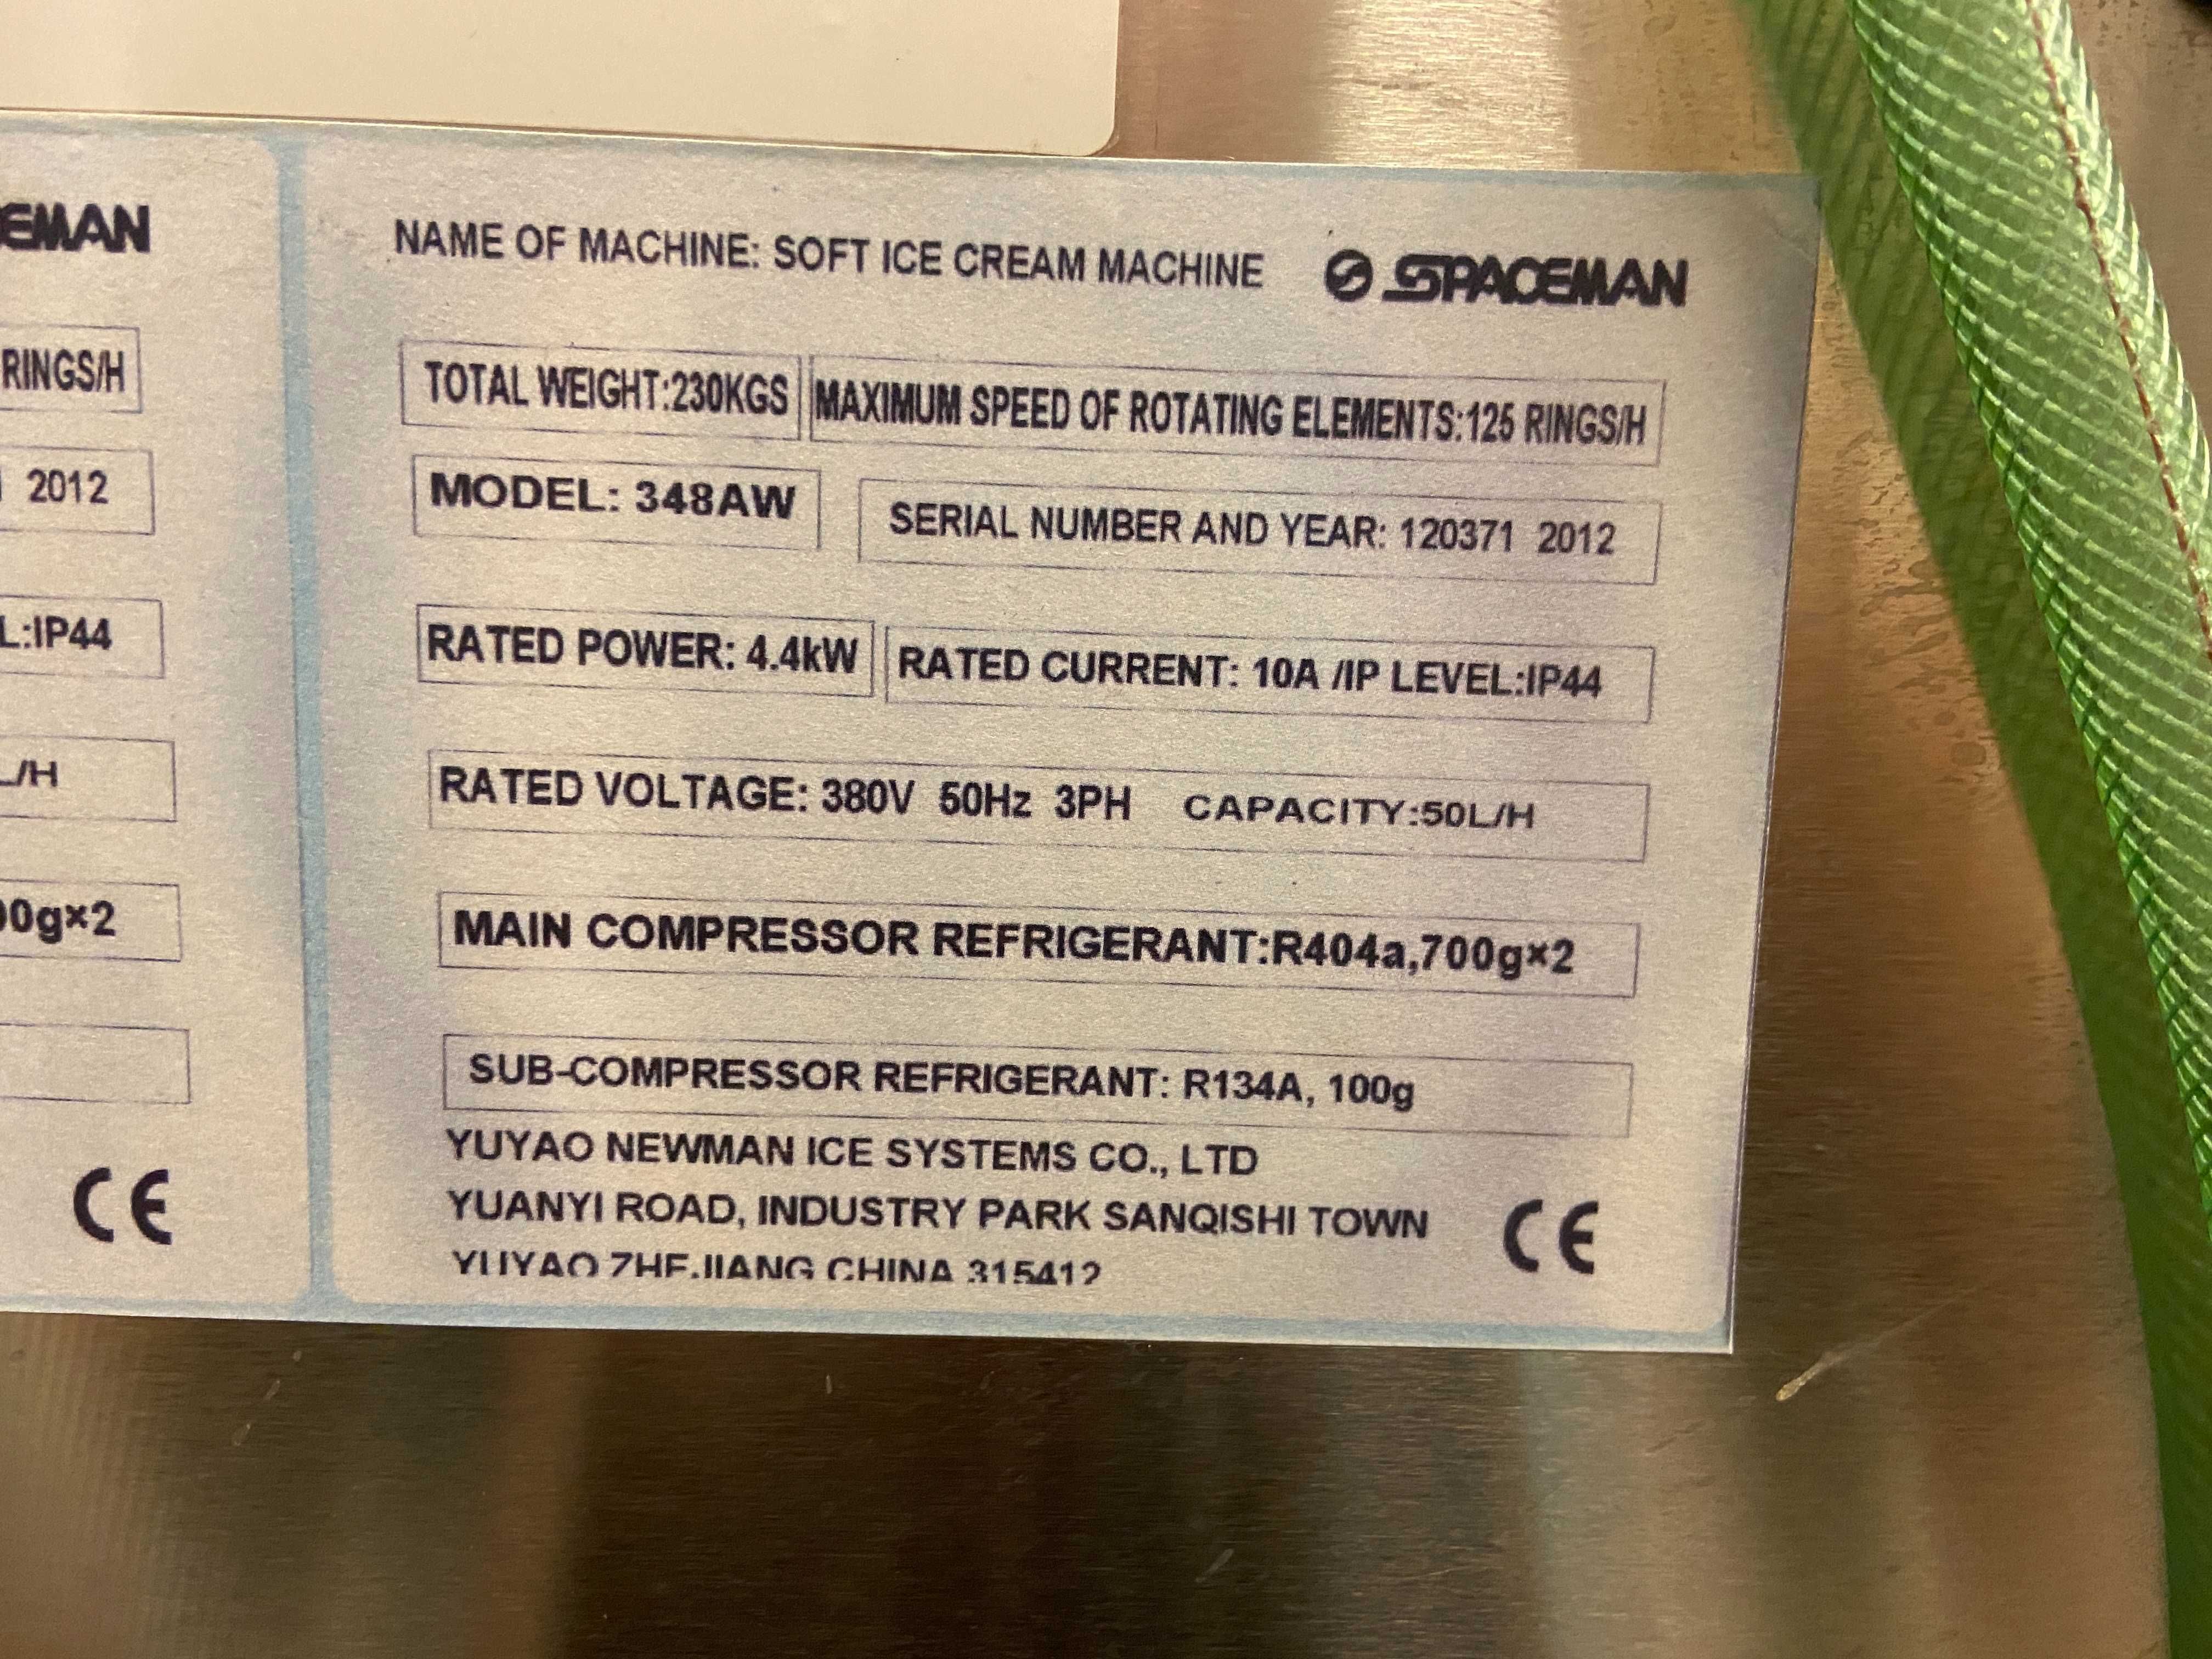 EMAN
RINGS/H
2012
L:IP44
L/H
00g×2
CE
NAME OF MACHINE: SOFT ICE CREAM MACHINE SPACEMAN
TOTAL WEIGHT:230KGS MAXIMUM SPEED OF ROTATING ELEMENTS:125 RINGS/H
MODEL: 348AW SERIAL NUMBER AND YEAR: 120371 2012
RATED POWER: 4.4kW RATED CURRENT: 10A /IP LEVEL:IP44
RATED VOLTAGE: 380V 50Hz 3PH CAPACITY:50L/H
MAIN COMPRESSOR REFRIGERANT:R404a,700g×2
SUB-COMPRESSOR REFRIGERANT: R134A, 100g
YUYAO NEWMAN ICE SYSTEMS CO., LTD
YUANYI ROAD, INDUSTRY PARK SANQISHI TOWN
YUYAO ZHEJIANG CHINA 315412
CE